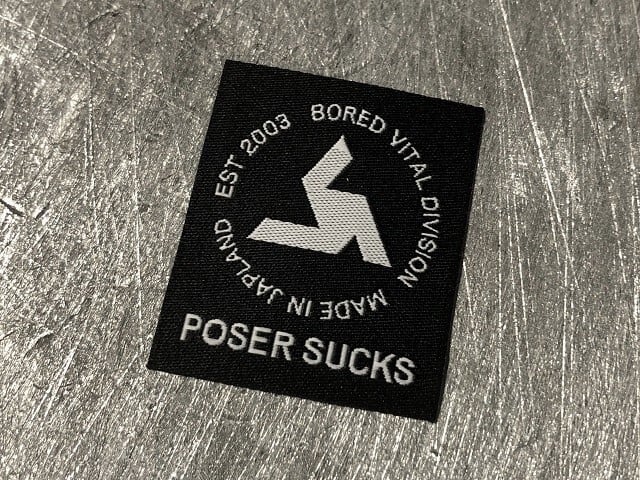 BORED VITAL DIVISION
MADE IN JAPLAND
EST 2003
POSER SUCKS